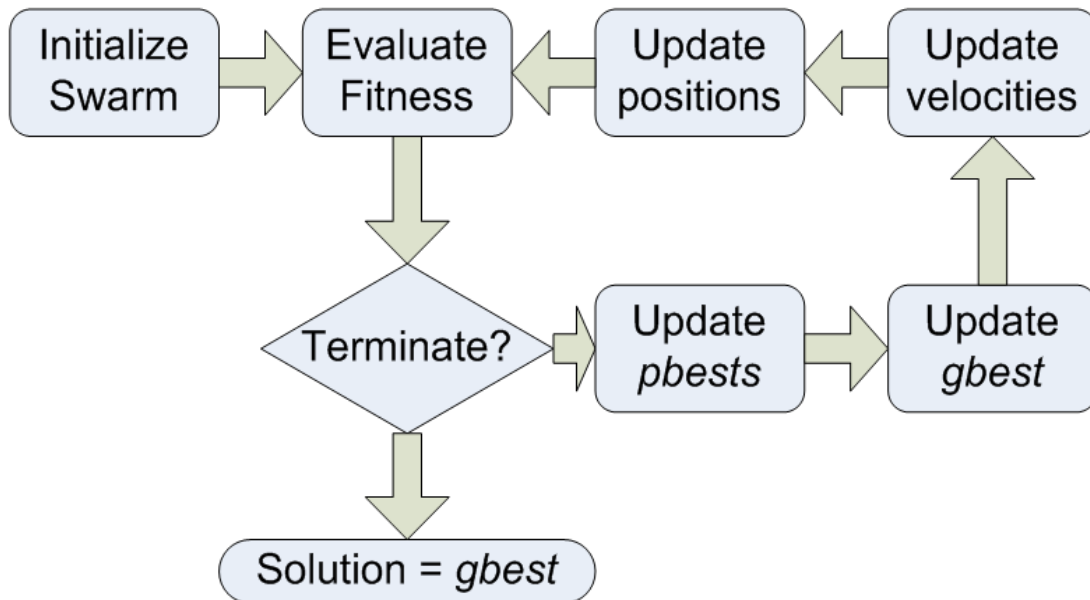 Initialize
Swarm
Evaluate
Fitness
Update
positions
Update
velocities
Terminate?
Update
pbests
Update
gbest
Solution = gbest